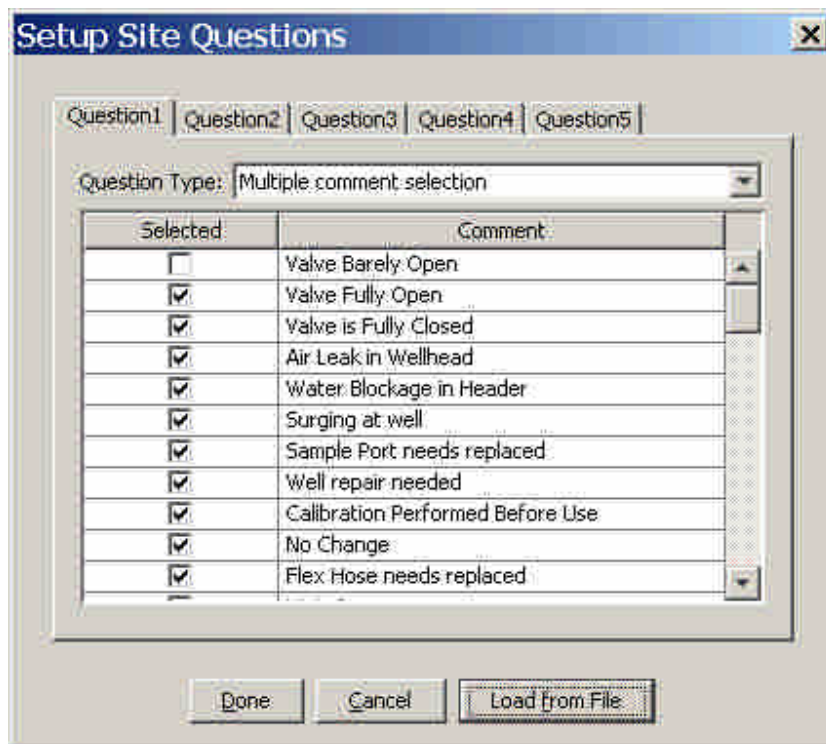 Setup Site Questions
Question1 Question2 Question3 Question4 Question5
Question Type: Multiple comment selection
Selected Comment
Valve Barely Open
Valve Fully Open
Valve is Fully Closed
Air Leak in Wellhead
Water Blockage in Header
Surging at well
Sample Port needs replaced
Well repair needed
Calibration Performed Before Use
No Change
Flex Hose needs replaced
Done Cancel Load from File